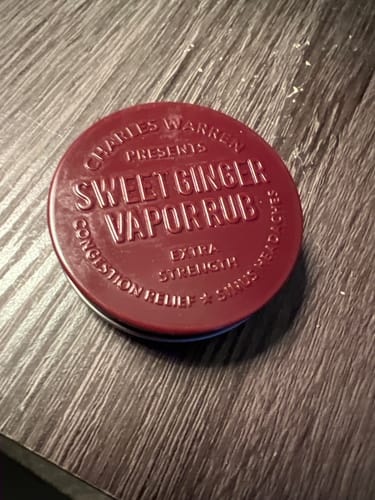 CHARLES WARREN
PRESENTS
SWEET GINGER
VAPOR RUB
EXTRA
STRENGTH
CONGESTION RELIEF ★ SINUS HEADACHES